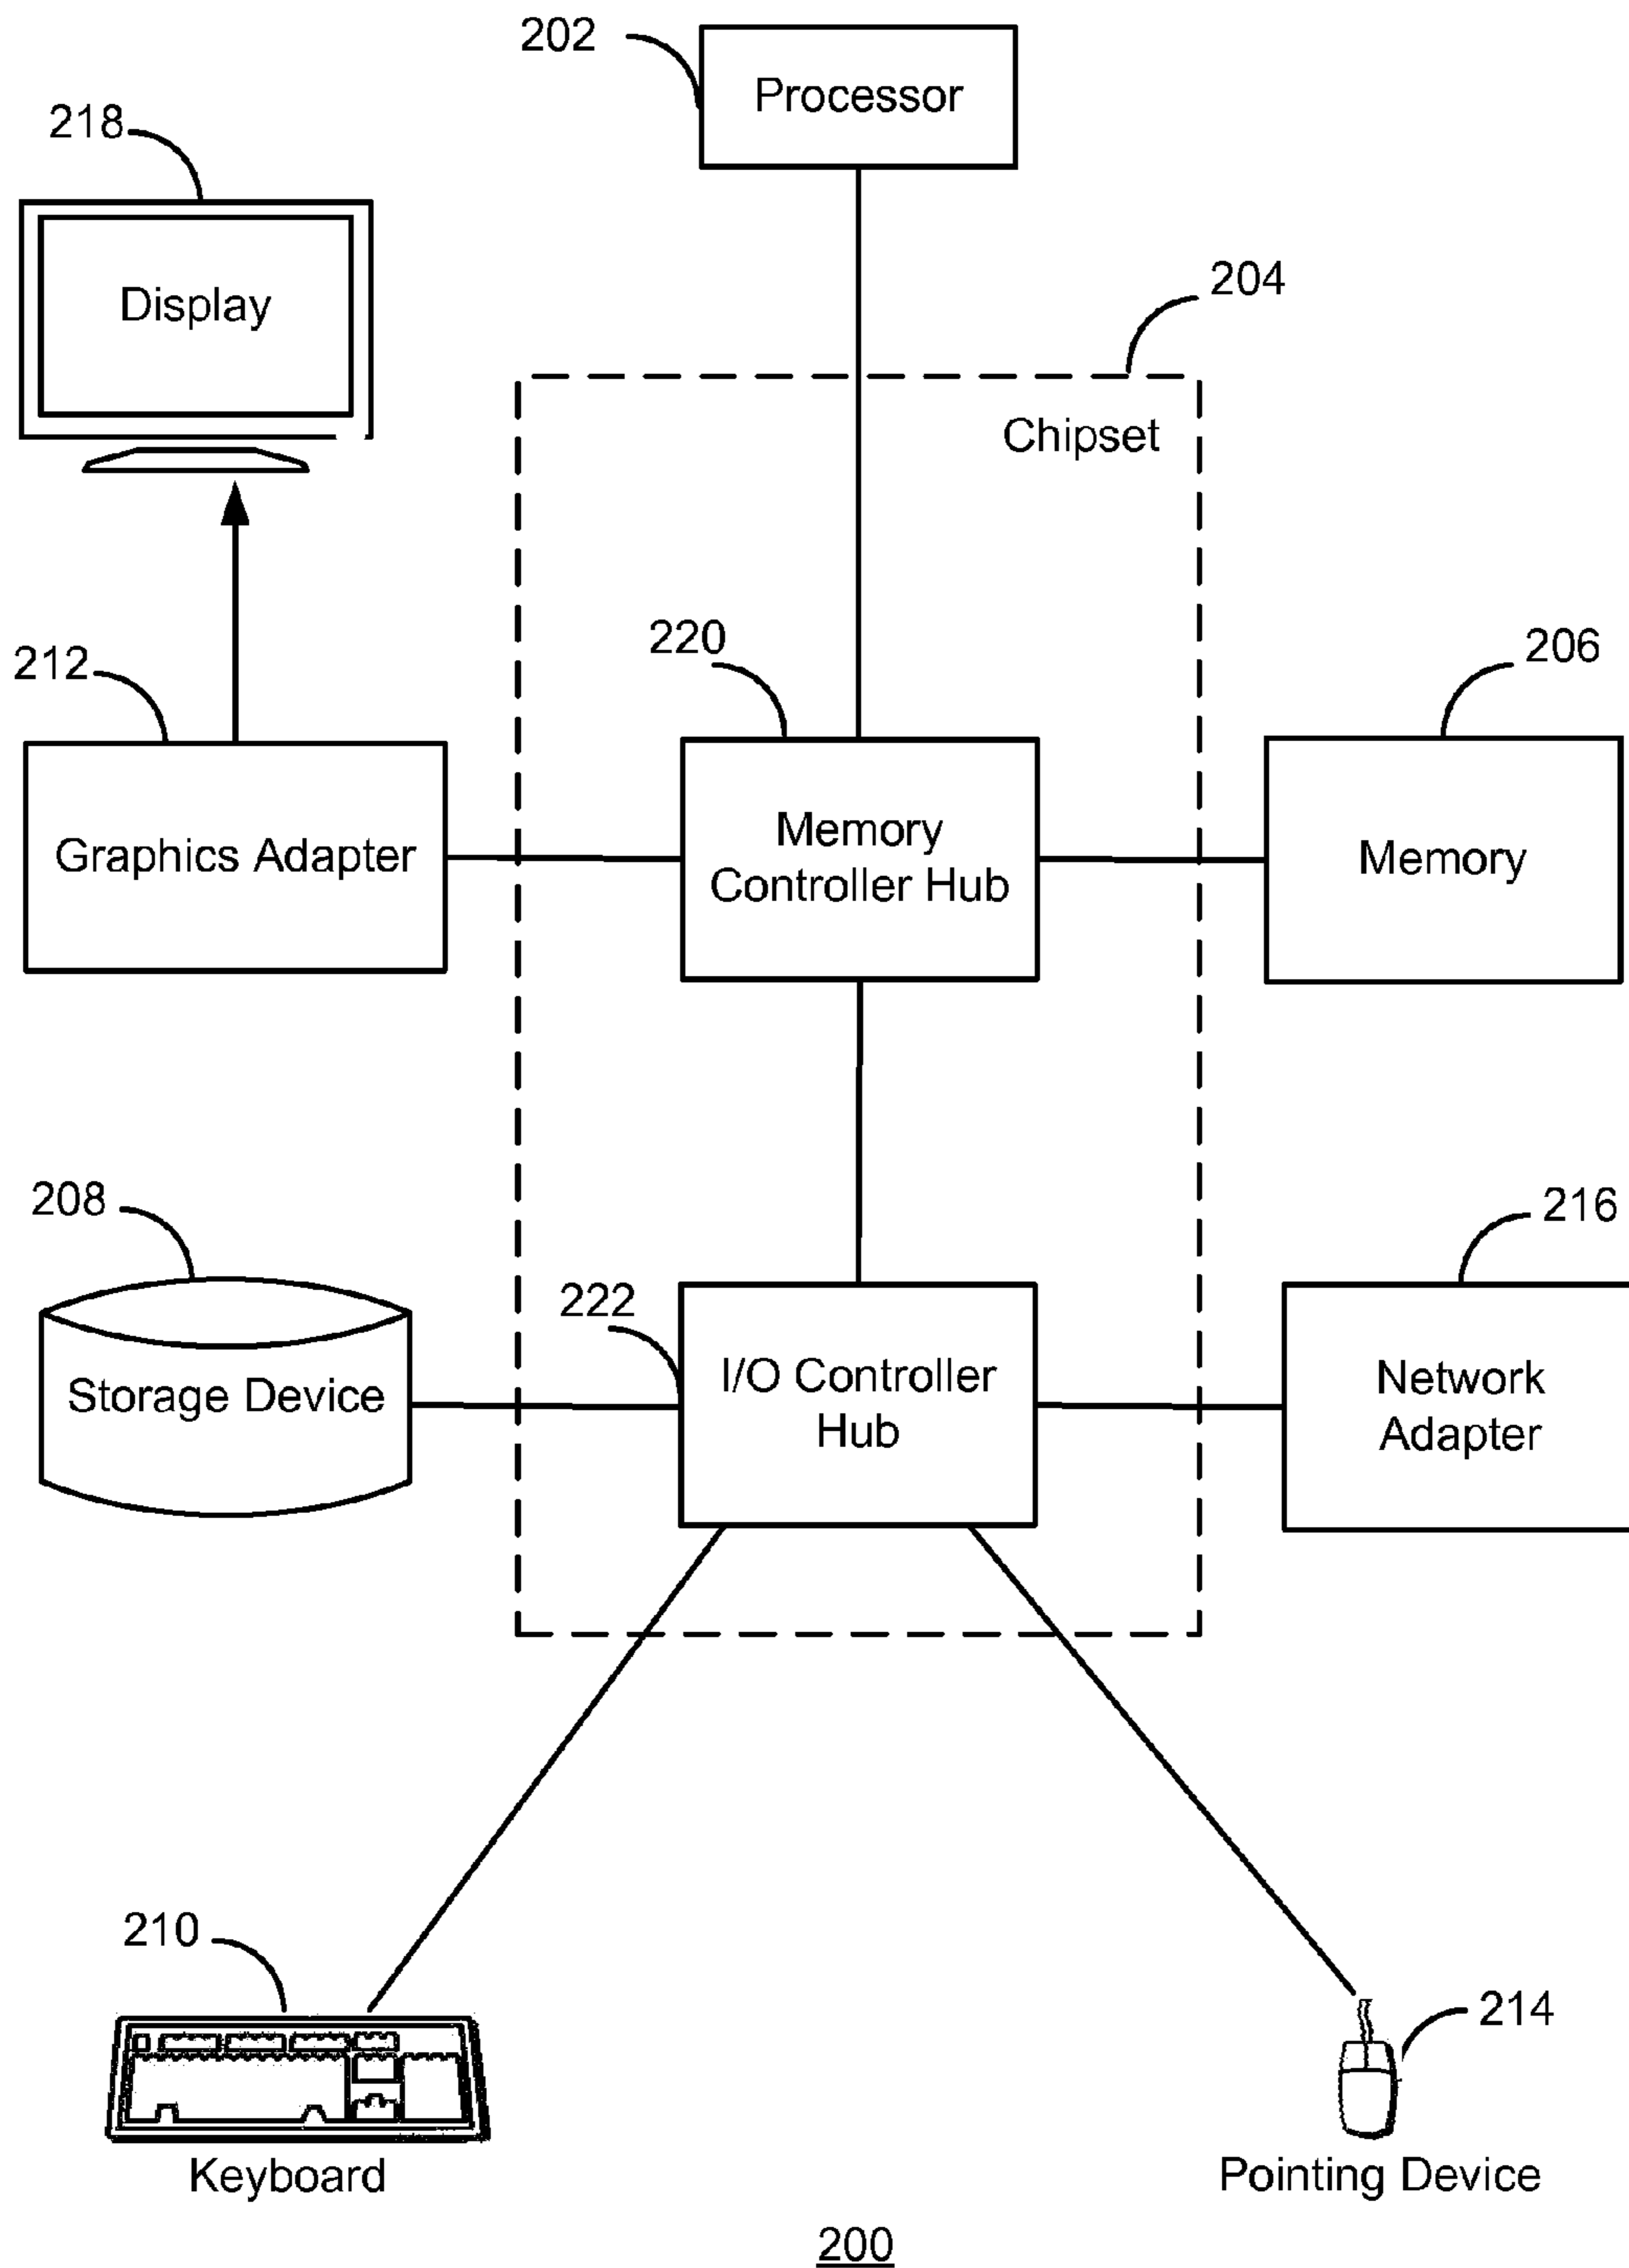 202
Processor
218
Display
204
Chipset
220
206
212
Graphics Adapter
Memory
Controller Hub
Memory
208
216
222
Storage Device
I/O Controller
Hub
Network
Adapter
210
214
Keyboard
Pointing Device
200